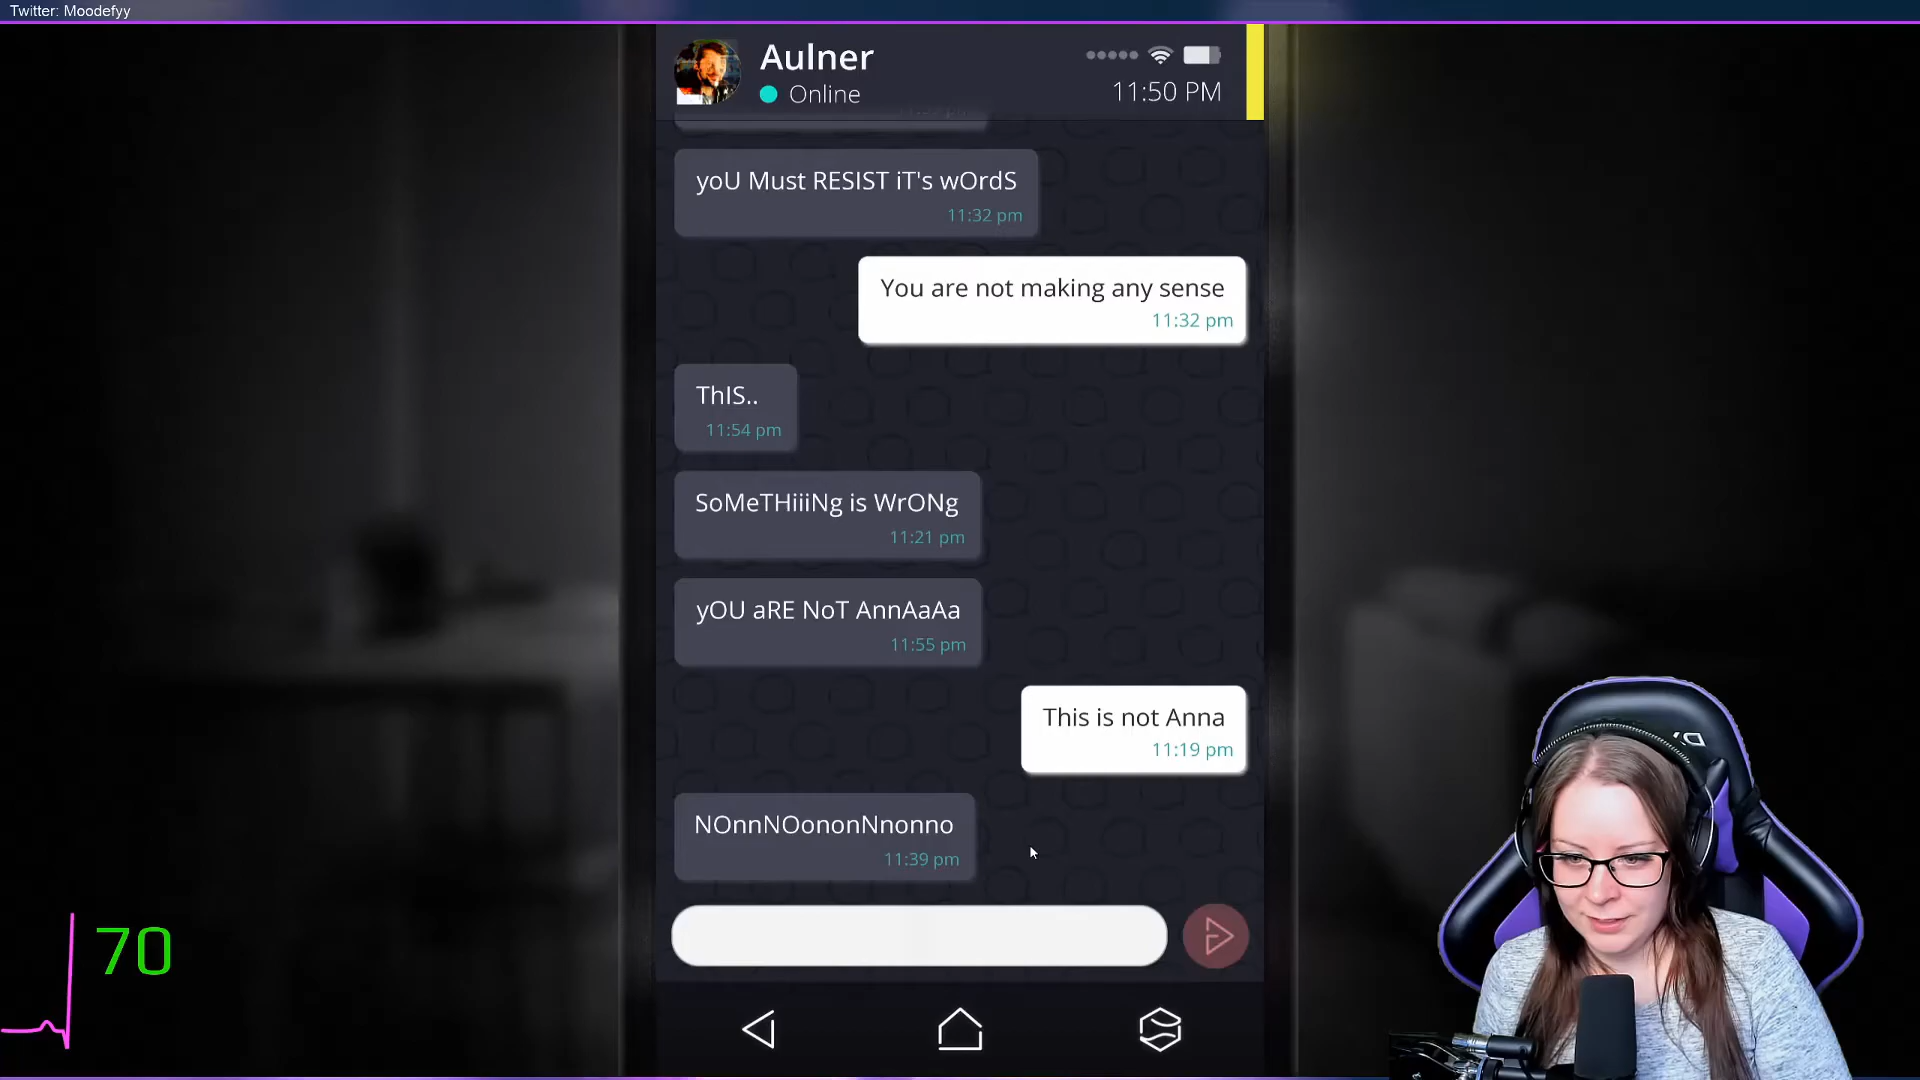 Twitter: Moodefyy
Aulner
Online
11:50 PM
yoU Must RESIST iT's wOrdS
11:32 pm
You are not making any sense
11:32 pm
ThIS..
11:54 pm
SoMeTHiiiNg is WrONg
11:21 pm
yOU aRE NoT AnnAaAa
11:55 pm
This is not Anna
11:19 pm
NOnnNOononNnonno
11:39 pm
70